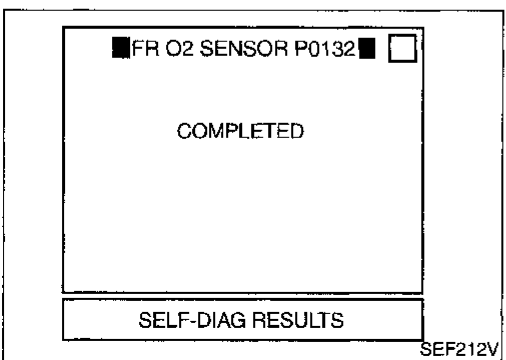 FR O2 SENSOR P0132
COMPLETED
SELF-DIAG RESULTS
SEF212V